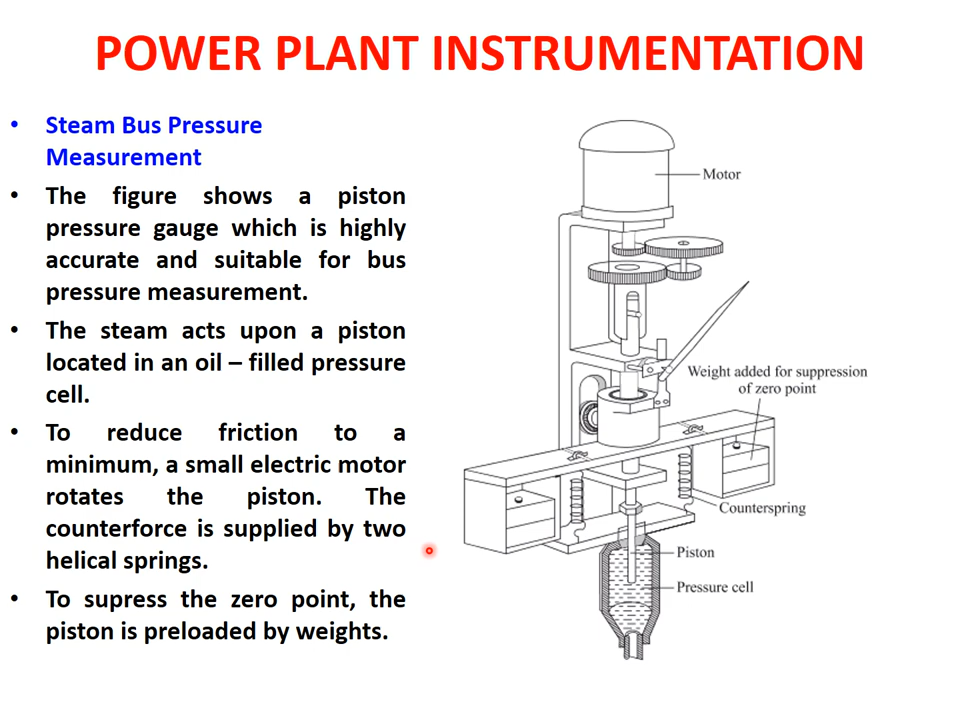 POWER PLANT INSTRUMENTATION
• Steam Bus Pressure
Measurement
• The figure shows a piston
pressure gauge which is highly
accurate and suitable for bus
pressure measurement.
• The steam acts upon a piston
located in an oil – filled pressure
cell.
• To reduce friction to a
minimum, a small electric motor
rotates the piston. The
counterforce is supplied by two
helical springs.
• To supress the zero point, the
piston is preloaded by weights.
Motor
Weight added for suppression
of zero point
Counterspring
Piston
Pressure cell